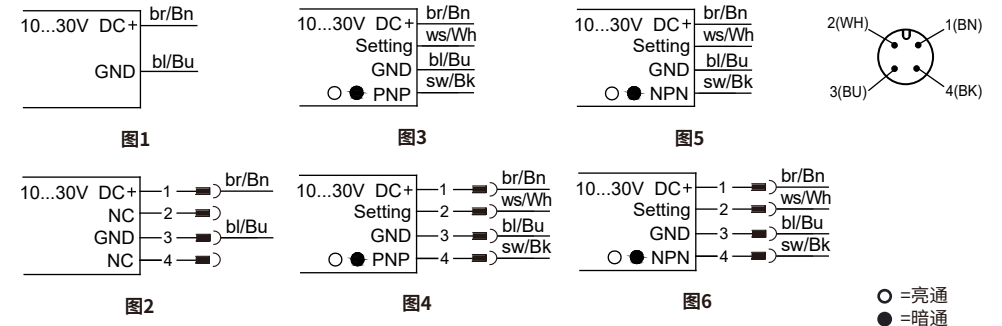 10...30V DC+ br/Bn
GND bl/Bu
图1
10...30V DC+ br/Bn
Setting ws/Wh
GND bl/Bu
PNP sw/Bk
图3
10...30V DC+ br/Bn
Setting ws/Wh
GND bl/Bu
NPN sw/Bk
图5
2(WH) 1(BN)
3(BU) 4(BK)
10...30V DC+ 1 br/Bn
NC 2
GND 3 bl/Bu
NC 4
图2
10...30V DC+ 1 br/Bn
Setting 2 ws/Wh
GND 3 bl/Bu
PNP 4 sw/Bk
图4
10...30V DC+ 1 br/Bn
Setting 2 ws/Wh
GND 3 bl/Bu
NPN 4 sw/Bk
图6
=亮通
=暗通